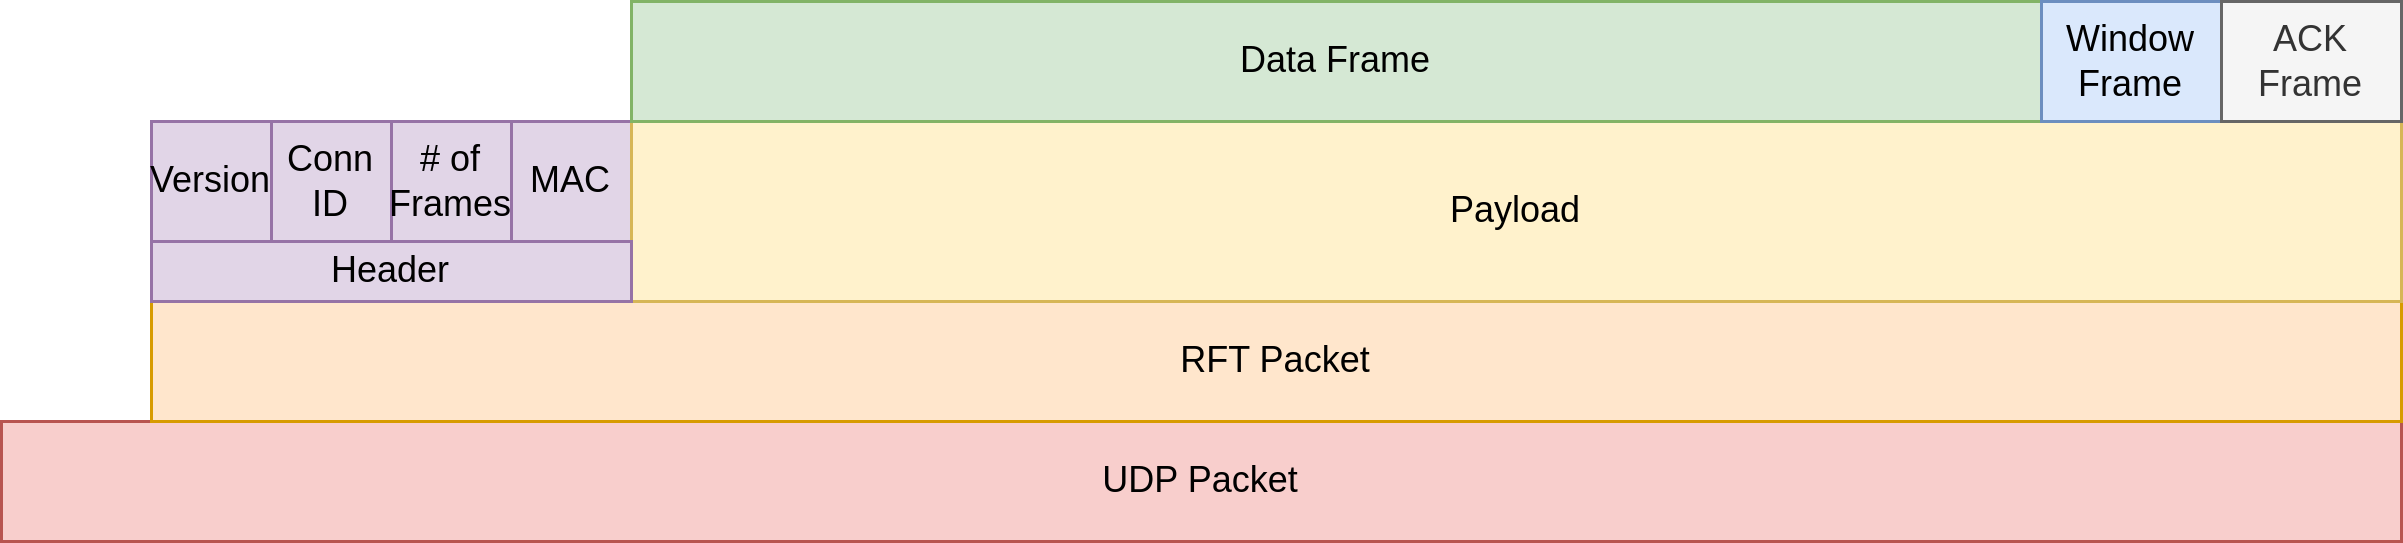 Data Frame
Window
Frame
ACK
Frame
Version
Conn
ID
# of
Frames
MAC
Payload
Header
RFT Packet
UDP Packet